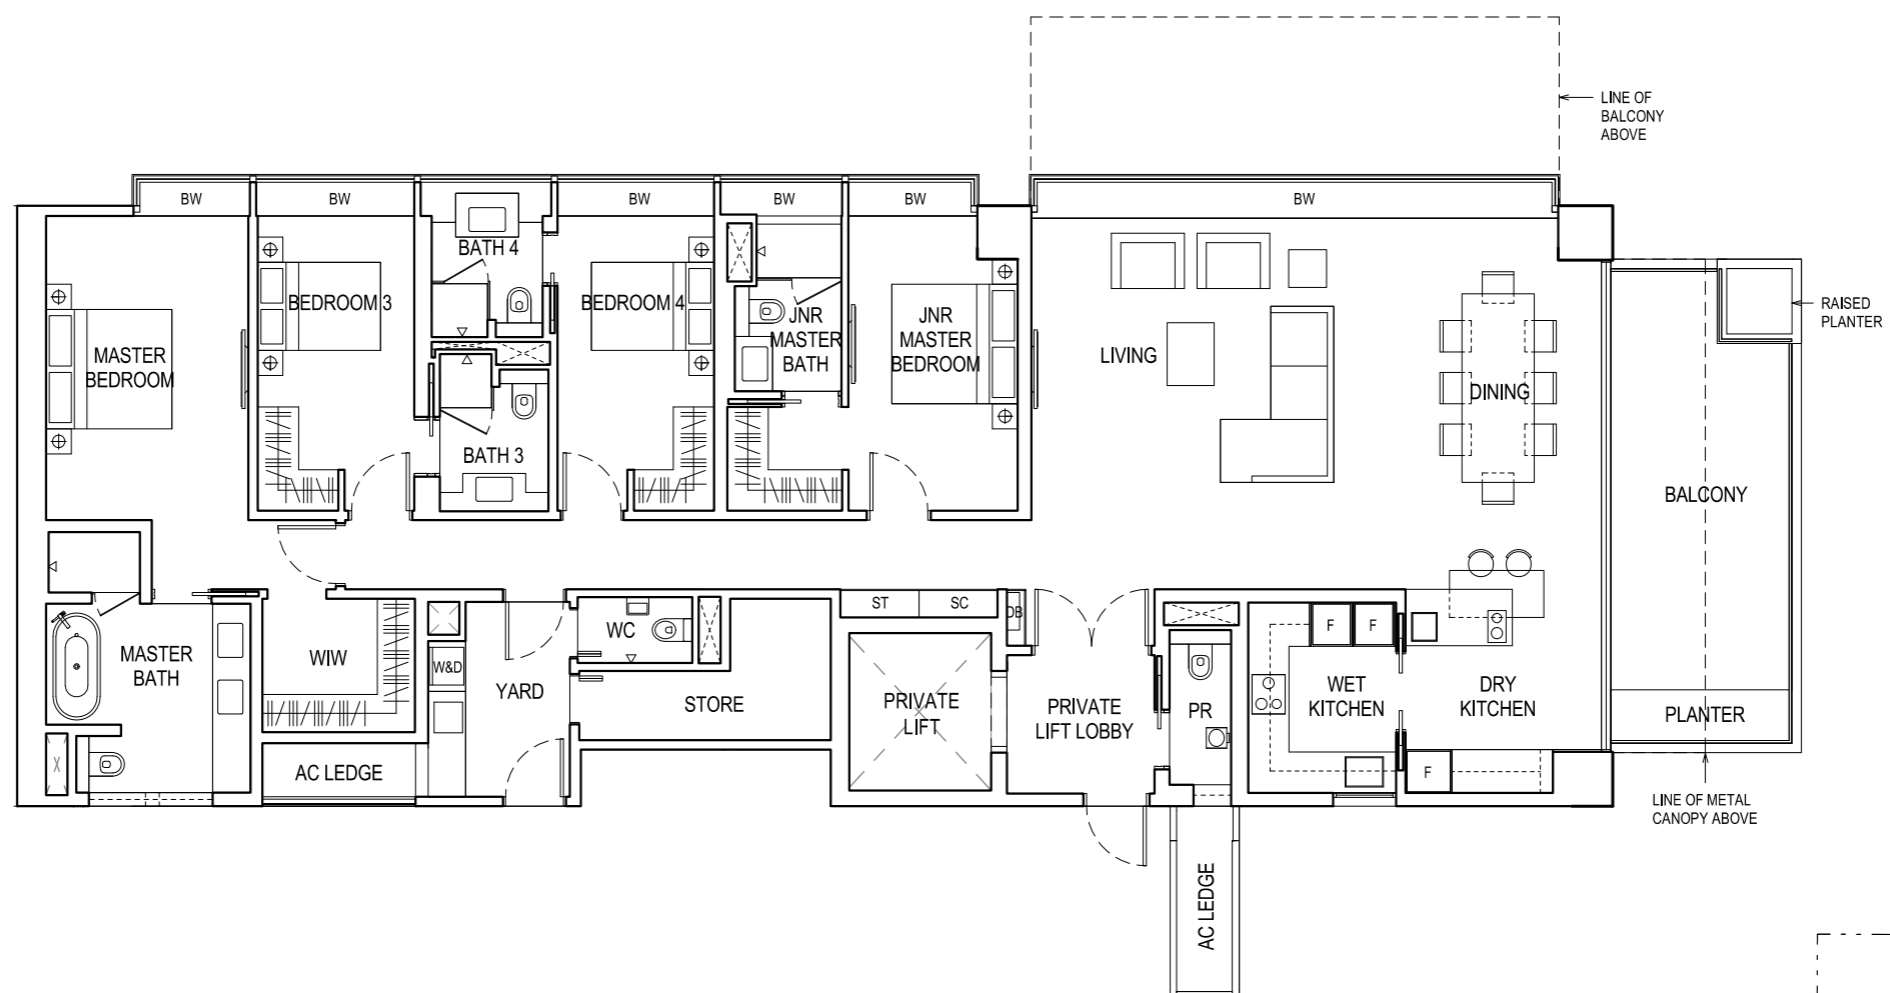 LINE OF
BALCONY
ABOVE
BW
BW
BW
BW
BW
BW
BATH 4
BEDROOM 3
BEDROOM 4
JNR
MASTER
BATH
JNR
MASTER
BEDROOM
MASTER
BEDROOM
LIVING
DINING
RAISED
PLANTER
BATH 3
BALCONY
ST
SC
DB
WC
F
F
MASTER
BATH
WIW
W&D
YARD
STORE
PRIVATE
LIFT
PRIVATE
LIFT LOBBY
PR
WET
KITCHEN
DRY
KITCHEN
PLANTER
AC LEDGE
F
LINE OF METAL
CANOPY ABOVE
AC LEDGE